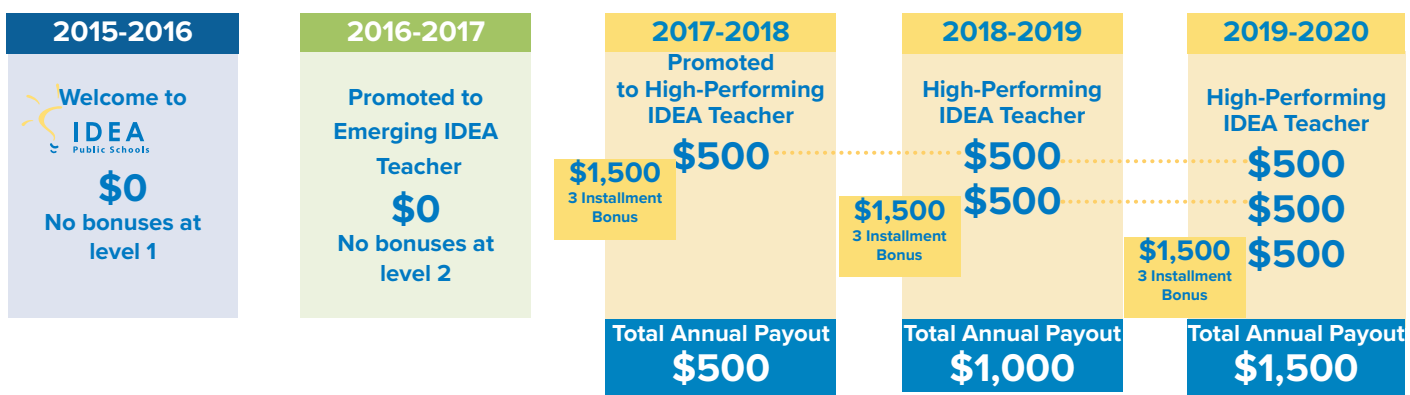 2015-2016
Welcome to
IDEA
Public Schools
$0
No bonuses at
level 1
2016-2017
Promoted to
Emerging IDEA
Teacher
$0
No bonuses at
level 2
2017-2018
Promoted
to High-Performing
IDEA Teacher
$500
$1,500
3 Installment
Bonus
Total Annual Payout
$500
2018-2019
High-Performing
IDEA Teacher
$500
$500
$1,500
3 Installment
Bonus
Total Annual Payout
$1,000
2019-2020
High-Performing
IDEA Teacher
$500
$500
$500
$1,500
3 Installment
Bonus
Total Annual Payout
$1,500